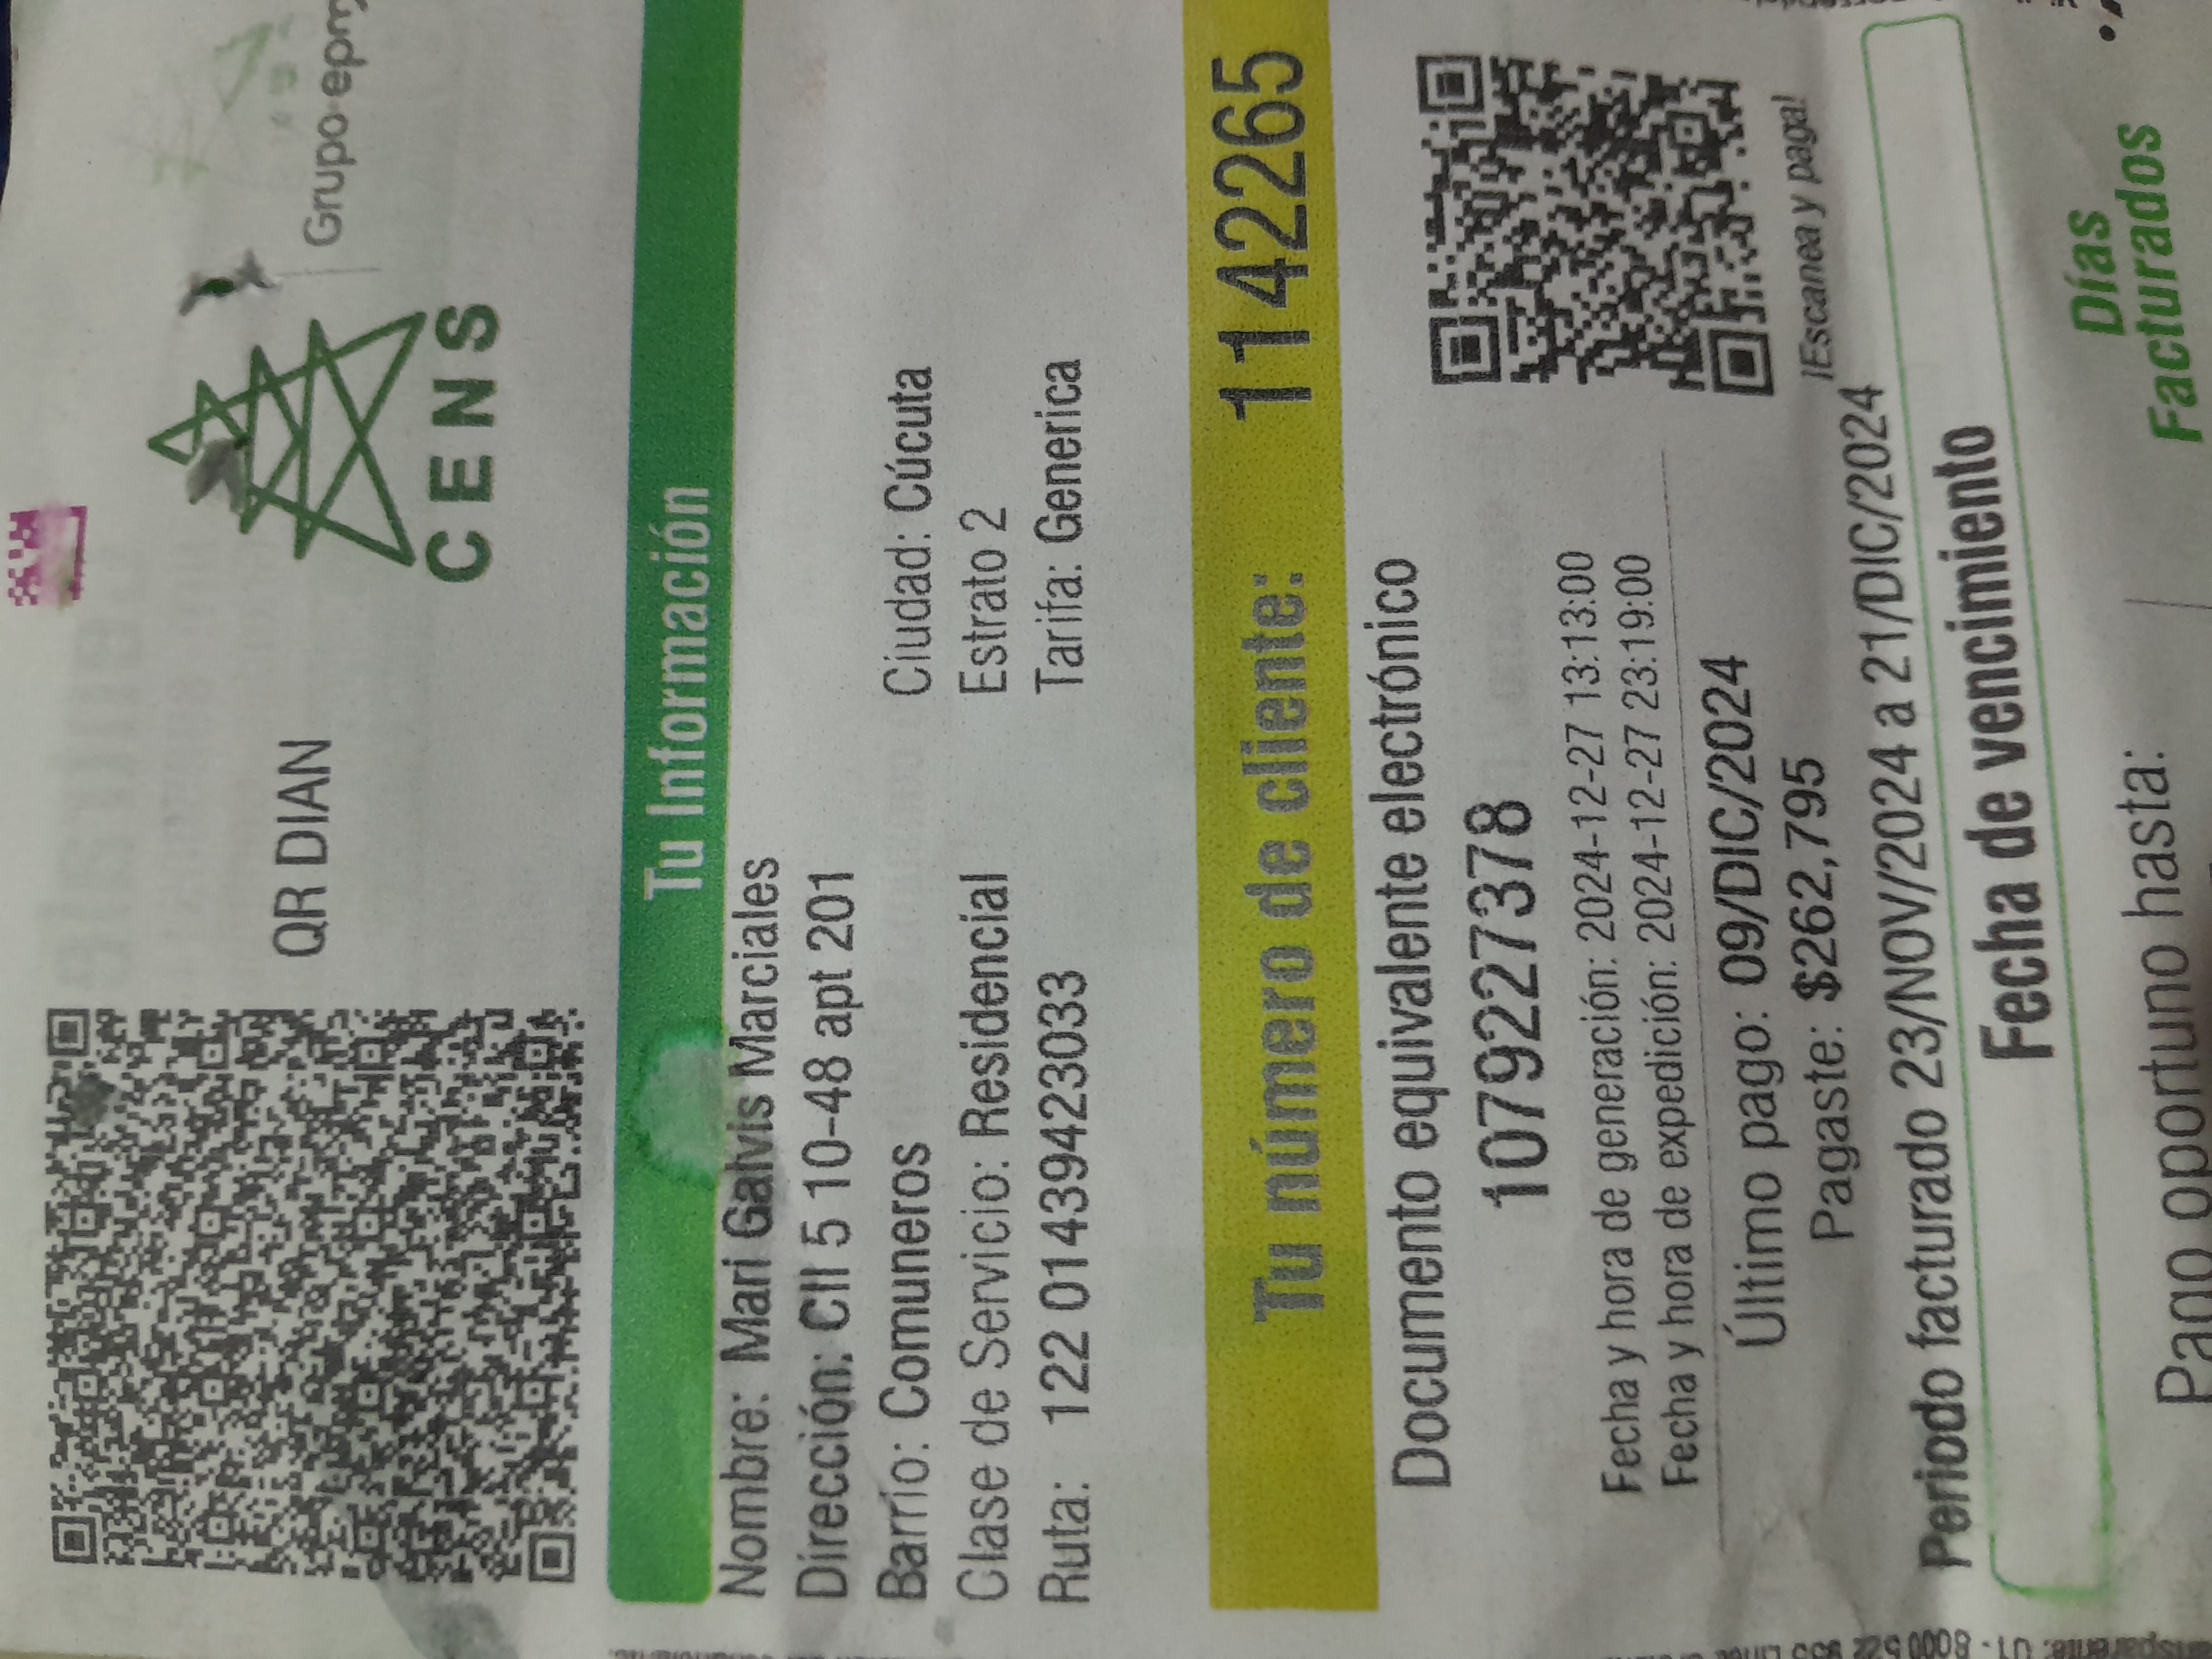 QR DIAN
CENS
Grupo·epm
Tu Información
Nombre: Mari Galvis Marciales
Dirección: Cll 5 10-48 apt 201
Barrio: Comuneros
Ciudad: Cúcuta
Clase de Servicio: Residencial
Estrato 2
Ruta: 122 0143942303​3
Tarifa: Generica
Tu número de cliente: 1142265
Documento equivalente electrónico
1079227378
Fecha y hora de generación: 2024-12-27 13:13:00
Fecha y hora de expedición: 2024-12-27 23:19:00
Último pago: 09/DIC/2024
Pagaste: $262,795
¡Escanea y paga!
Periodo facturado 23/NOV/2024 a 21/DIC/2024
Fecha de vencimiento
Pago oportuno hasta:
Días
Facturados